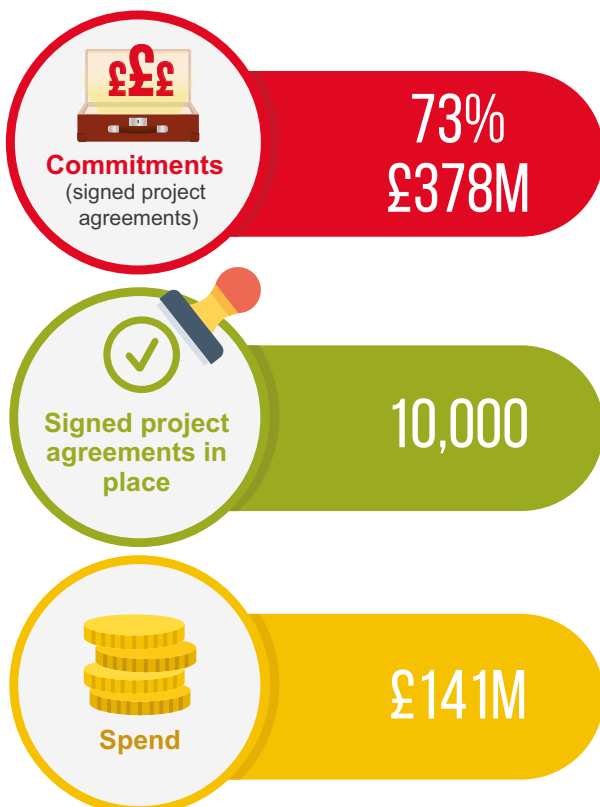 £££
Commitments
(signed project
agreements)
73%
£378M
Signed project
agreements in
place
10,000
Spend
£141M